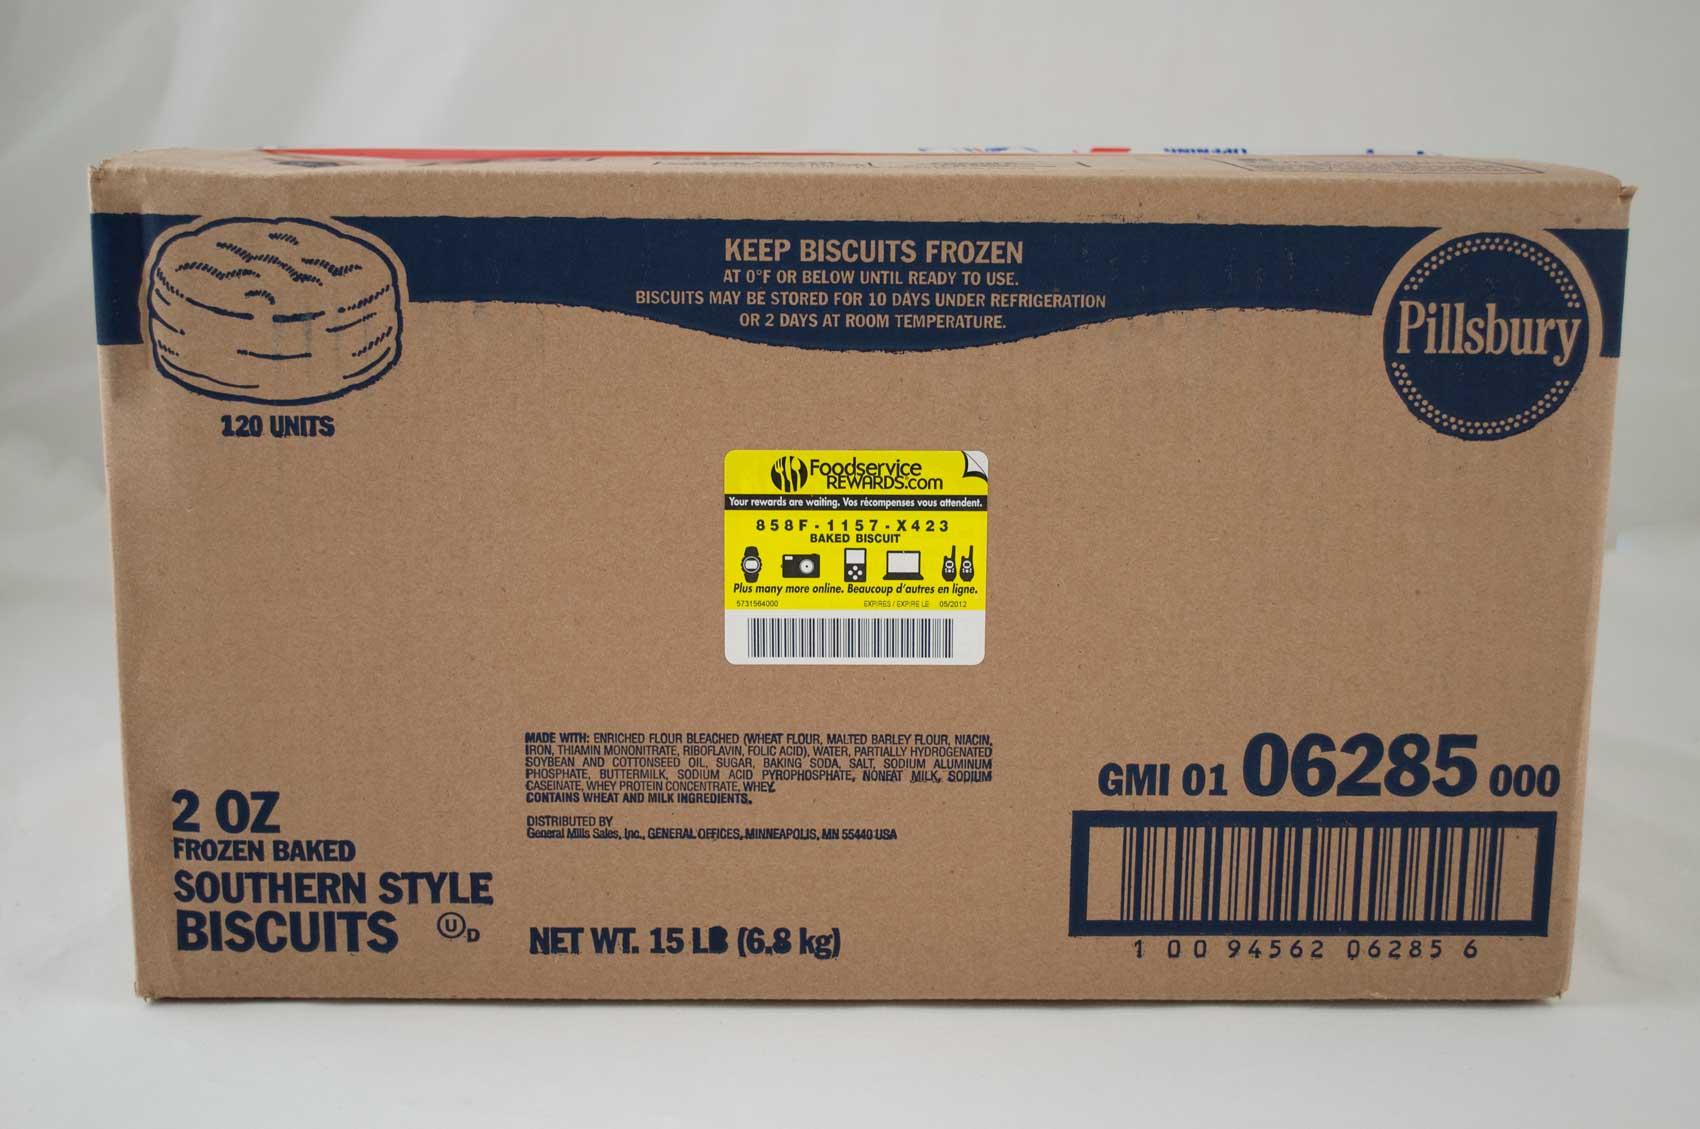 KEEP BISCUITS FROZEN
AT 0°F OR BELOW UNTIL READY TO USE.
BISCUITS MAY BE STORED FOR 10 DAYS UNDER REFRIGERATION
OR 2 DAYS AT ROOM TEMPERATURE.
Pillsbury
120 UNITS
Foodservice
REWARDS.com
Your rewards are waiting. Vos récompenses vous attendent.
858F-1157-X423
BAKED BISCUIT
Plus many more online. Beaucoup d'autres en ligne.
5731564000 EXPIRES / EXPIRE LE 05/2012
MADE WITH: ENRICHED FLOUR BLEACHED (WHEAT FLOUR, MALTED BARLEY FLOUR, NIACIN,
IRON, THIAMIN MONONITRATE, RIBOFLAVIN, FOLIC ACID), WATER, PARTIALLY HYDROGENATED
SOYBEAN AND COTTONSEED OIL, SUGAR, BAKING SODA, SALT, SODIUM ALUMINUM
PHOSPHATE, BUTTERMILK, SODIUM ACID PYROPHOSPHATE, NONFAT MILK, SODIUM
CASEINATE, WHEY PROTEIN CONCENTRATE, WHEY.
CONTAINS WHEAT AND MILK INGREDIENTS.
DISTRIBUTED BY
General Mills Sales, Inc., GENERAL OFFICES, MINNEAPOLIS, MN 55440 USA
2 OZ
FROZEN BAKED
SOUTHERN STYLE
BISCUITS U D
NET WT. 15 LB (6.8 kg)
GMI 01 06285 000
1 00 94562 06285 6